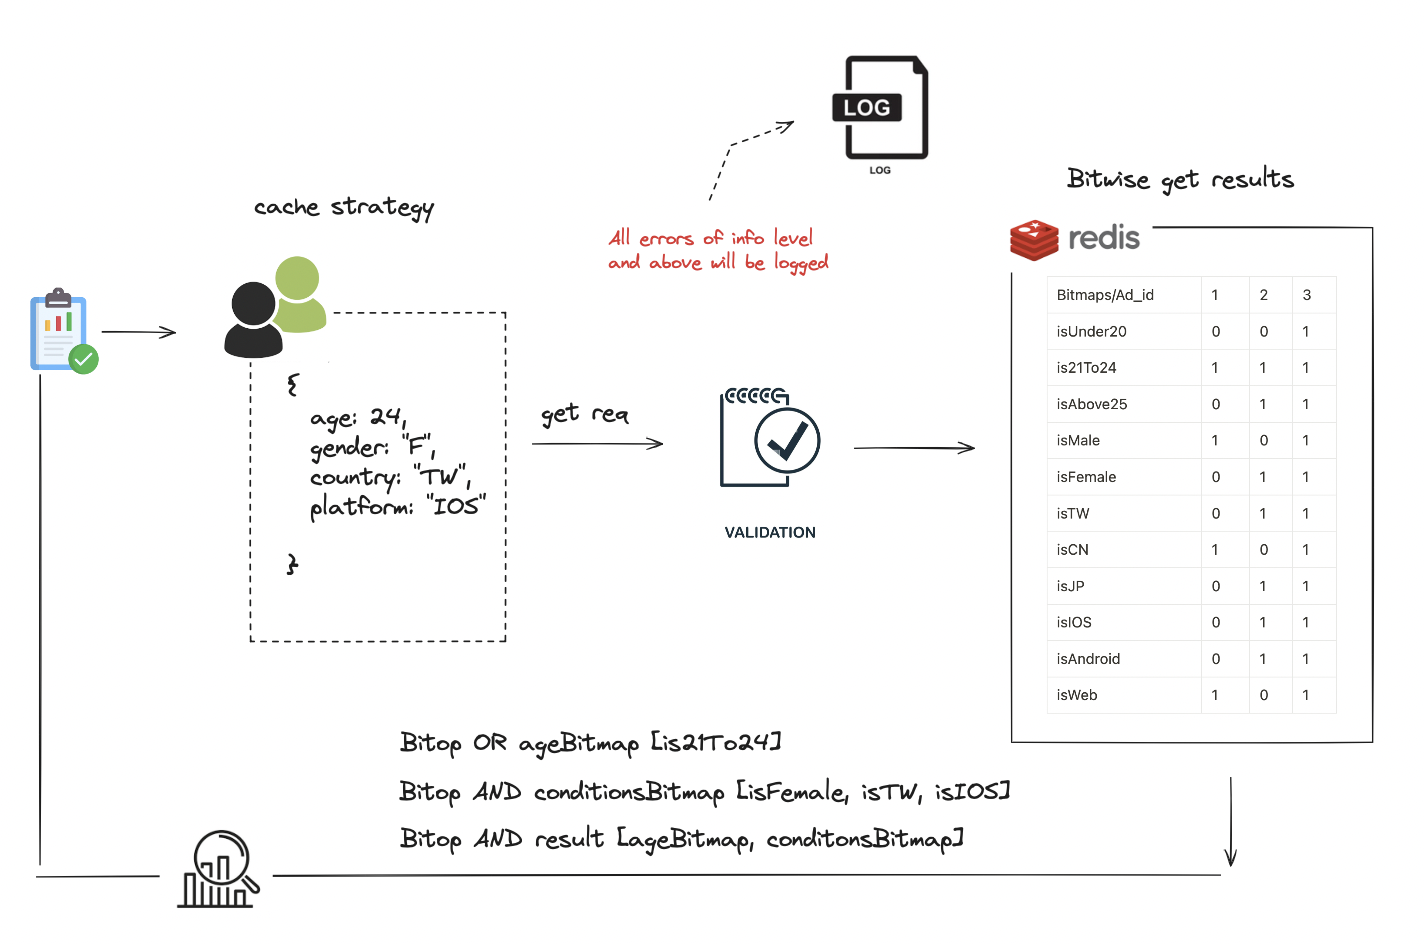 LOG
LOG
Bitwise get results
cache strategy
All errors of info level
and above will be logged
redis
{
age: 24,
gender: "F",
country: "TW",
platform: "IOS"
}
get req
VALIDATION
Bitmaps/Ad_id 1 2 3
isUnder20 0 0 1
is21To24 1 1 1
isAbove25 0 1 1
isMale 1 0 1
isFemale 0 1 1
isTW 0 1 1
isCN 1 0 1
isJP 0 1 1
isIOS 0 1 1
isAndroid 0 1 1
isWeb 1 0 1
Bitop OR ageBitmap [is21To24]
Bitop AND conditionsBitmap [isFemale, isTW, isIOS]
Bitop AND result [ageBitmap, conditonsBitmap]